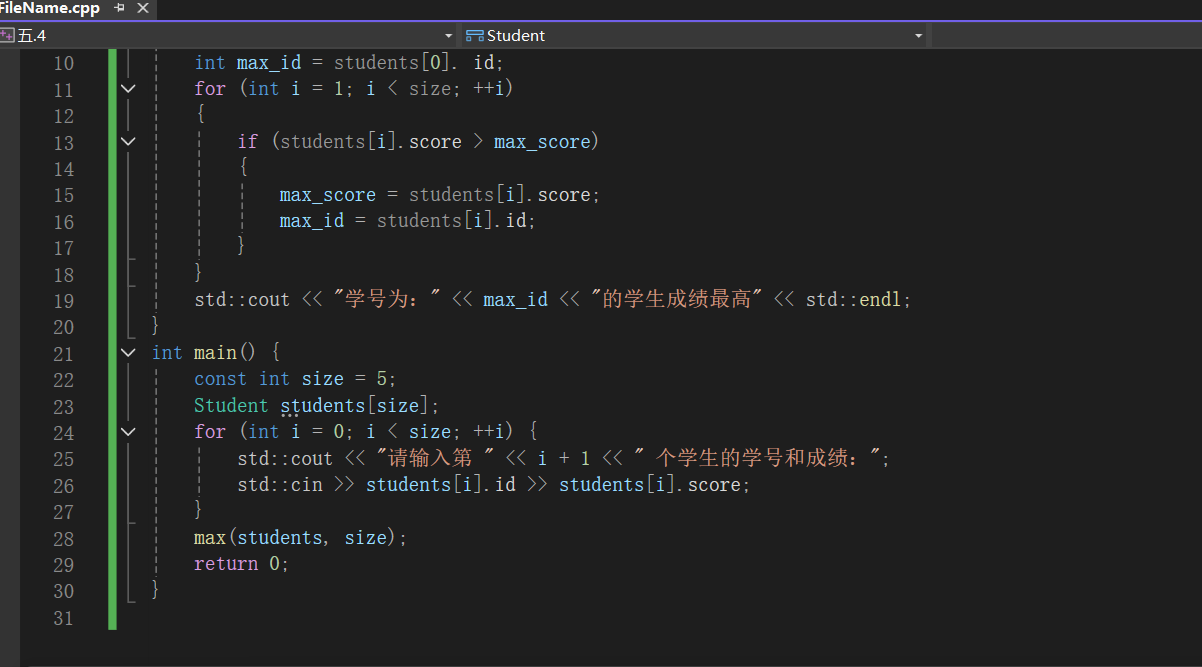 FileName.cpp
五.4 Student
10 int max_id = students[0]. id;
11 for (int i = 1; i < size; ++i)
12 {
13 if (students[i].score > max_score)
14 {
15 max_score = students[i].score;
16 max_id = students[i].id;
17 }
18 }
19 std::cout << "学号为：" << max_id << "的学生成绩最高" << std::endl;
20 }
21 int main() {
22 const int size = 5;
23 Student students[size];
24 for (int i = 0; i < size; ++i) {
25 std::cout << "请输入第 " << i + 1 << " 个学生的学号和成绩：";
26 std::cin >> students[i].id >> students[i].score;
27 }
28 max(students, size);
29 return 0;
30 }
31